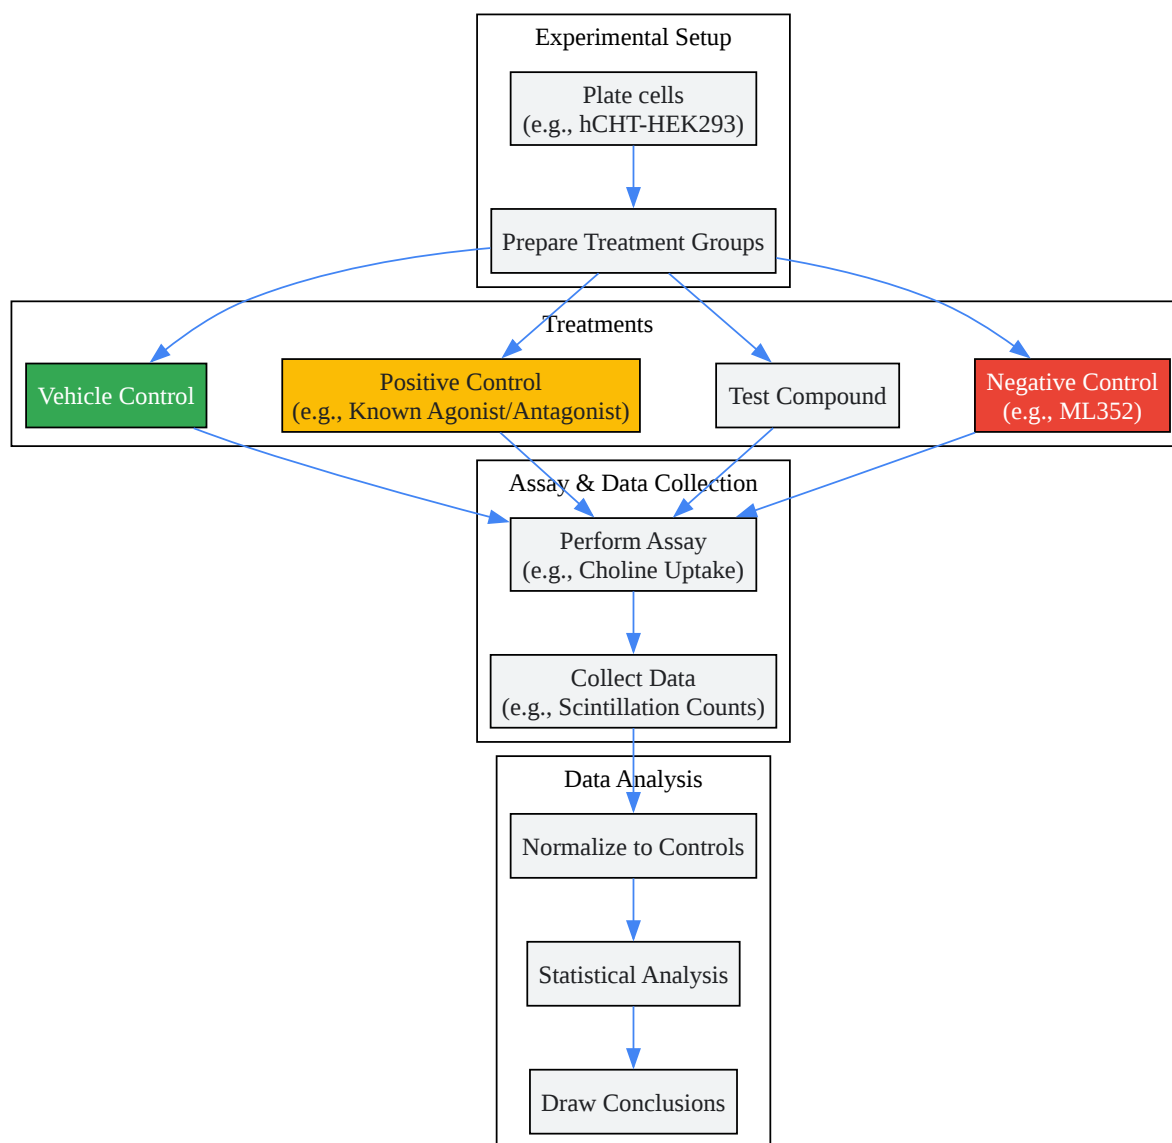 Experimental Setup
Plate cells
(e.g., hCHT-HEK293)
Prepare Treatment Groups
Treatments
Vehicle Control
Positive Control
(e.g., Known Agonist/Antagonist)
Test Compound
Negative Control
(e.g., ML352)
Assay & Data Collection
Perform Assay
(e.g., Choline Uptake)
Collect Data
(e.g., Scintillation Counts)
Data Analysis
Normalize to Controls
Statistical Analysis
Draw Conclusions